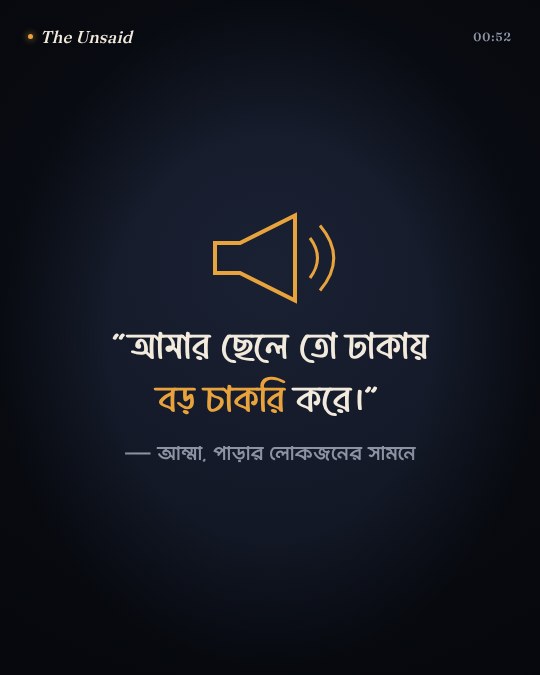 The Unsaid
00:52
“আমার ছেলে তো ঢাকায়
বড় চাকরি করে।”
— আম্মা, পাড়ার লোকজনের সামনে